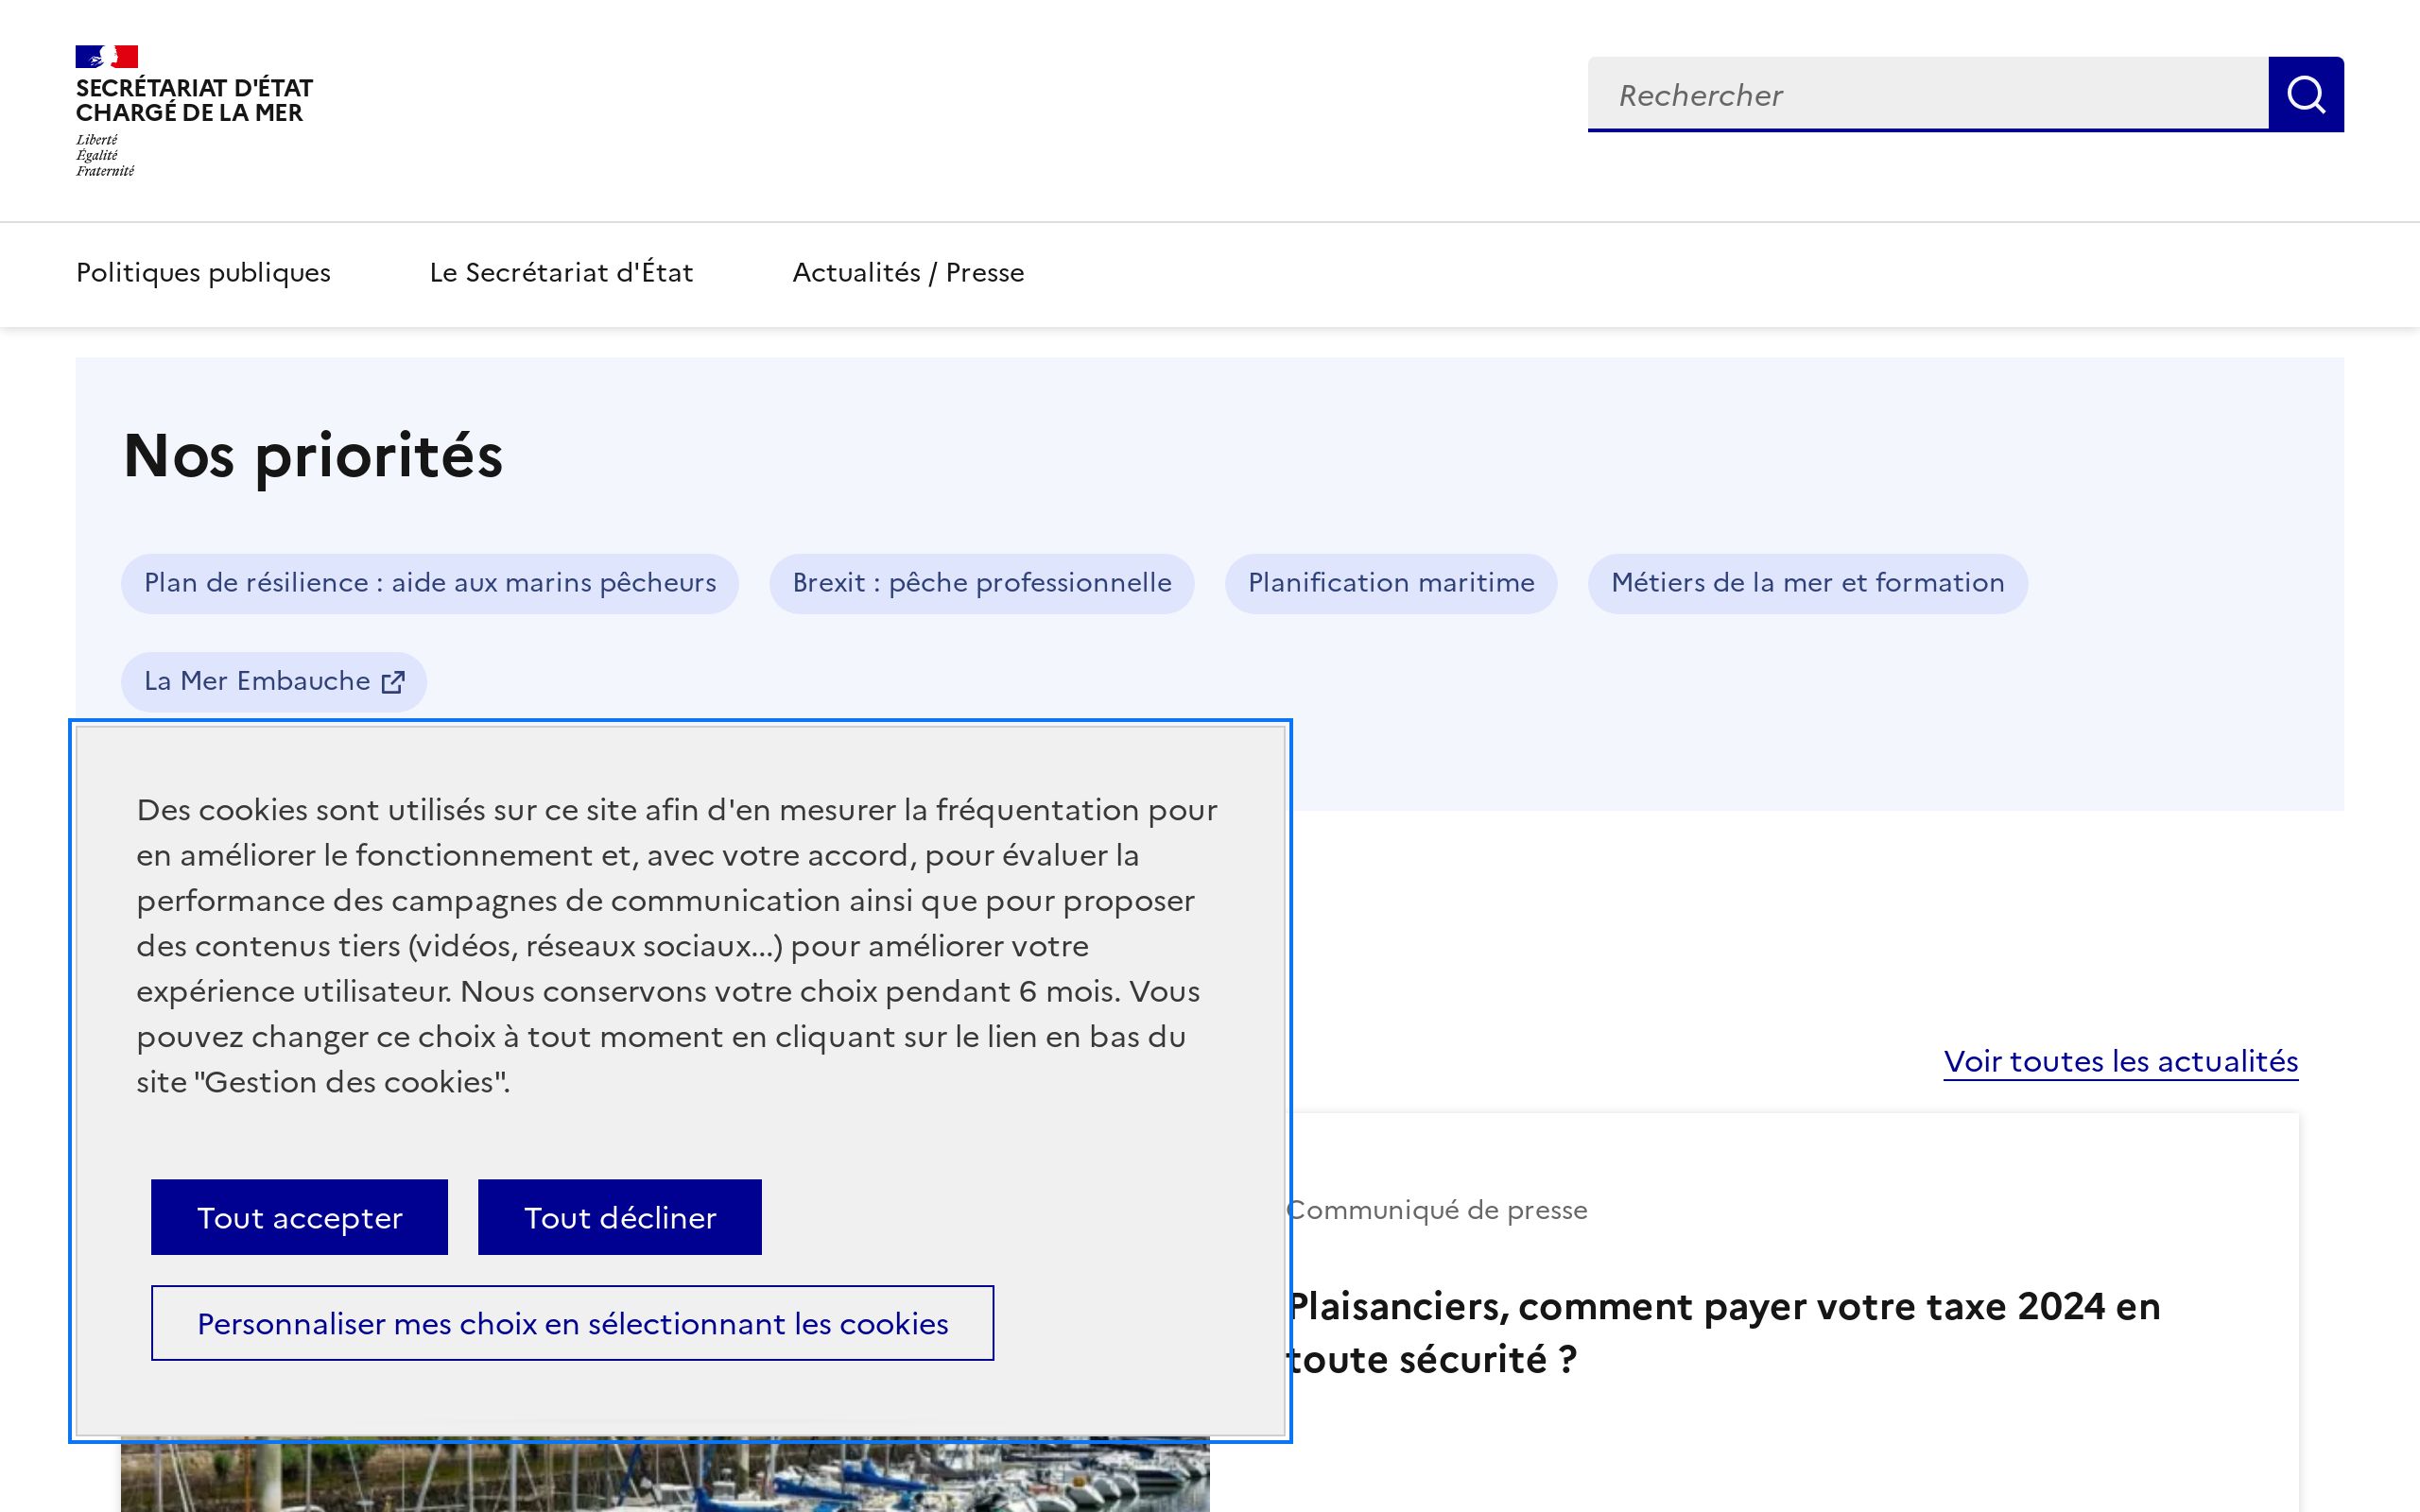 SECRÉTARIAT D'ÉTAT
CHARGÉ DE LA MER
Liberté
Égalité
Fraternité
Rechercher
Politiques publiques
Le Secrétariat d'État
Actualités / Presse
Nos priorités
Plan de résilience : aide aux marins pêcheurs
Brexit : pêche professionnelle
Planification maritime
Métiers de la mer et formation
La Mer Embauche
Des cookies sont utilisés sur ce site afin d'en mesurer la fréquentation pour
en améliorer le fonctionnement et, avec votre accord, pour évaluer la
performance des campagnes de communication ainsi que pour proposer
des contenus tiers (vidéos, réseaux sociaux...) pour améliorer votre
expérience utilisateur. Nous conservons votre choix pendant 6 mois. Vous
pouvez changer ce choix à tout moment en cliquant sur le lien en bas du
site "Gestion des cookies".
Tout accepter
Tout décliner
Personnaliser mes choix en sélectionnant les cookies
Voir toutes les actualités
Communiqué de presse
Plaisanciers, comment payer votre taxe 2024 en
toute sécurité ?